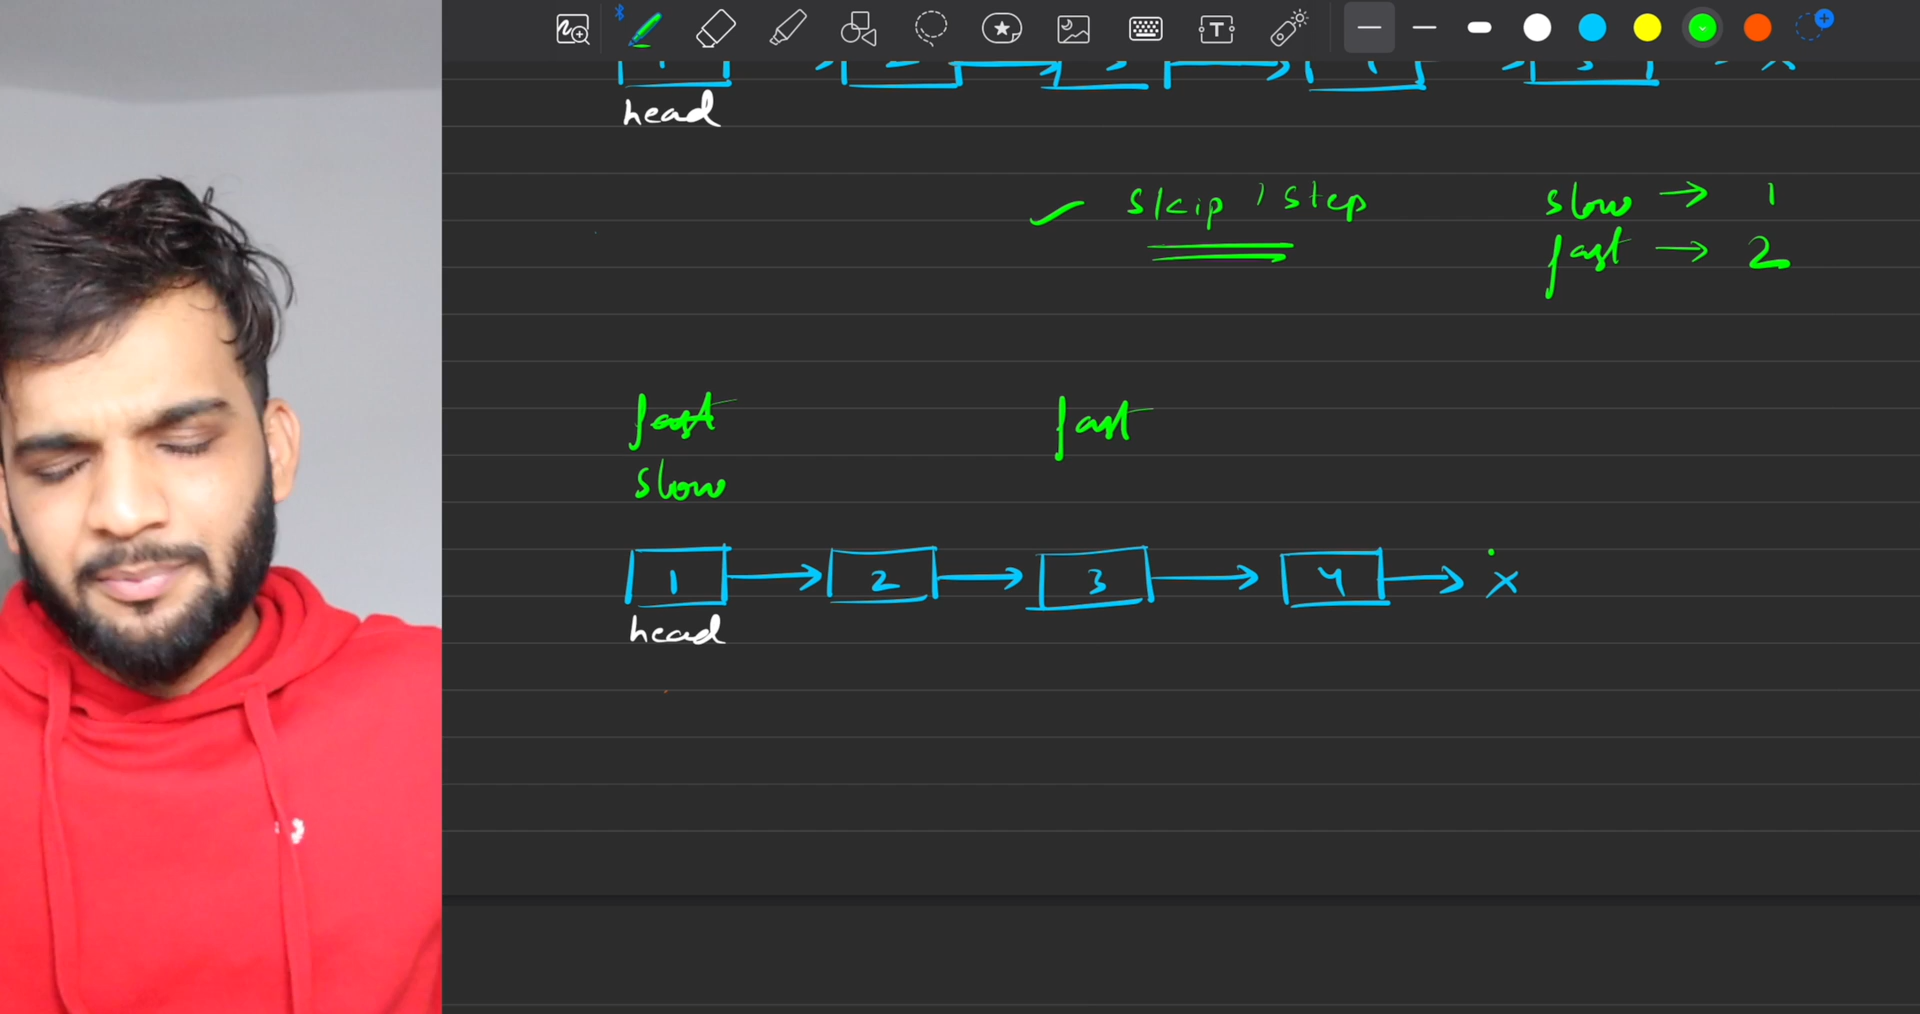 head
skip 1 step
slow → 1
fast → 2
fast fast
slow
1 → 2 → 3 → 4 → x
head